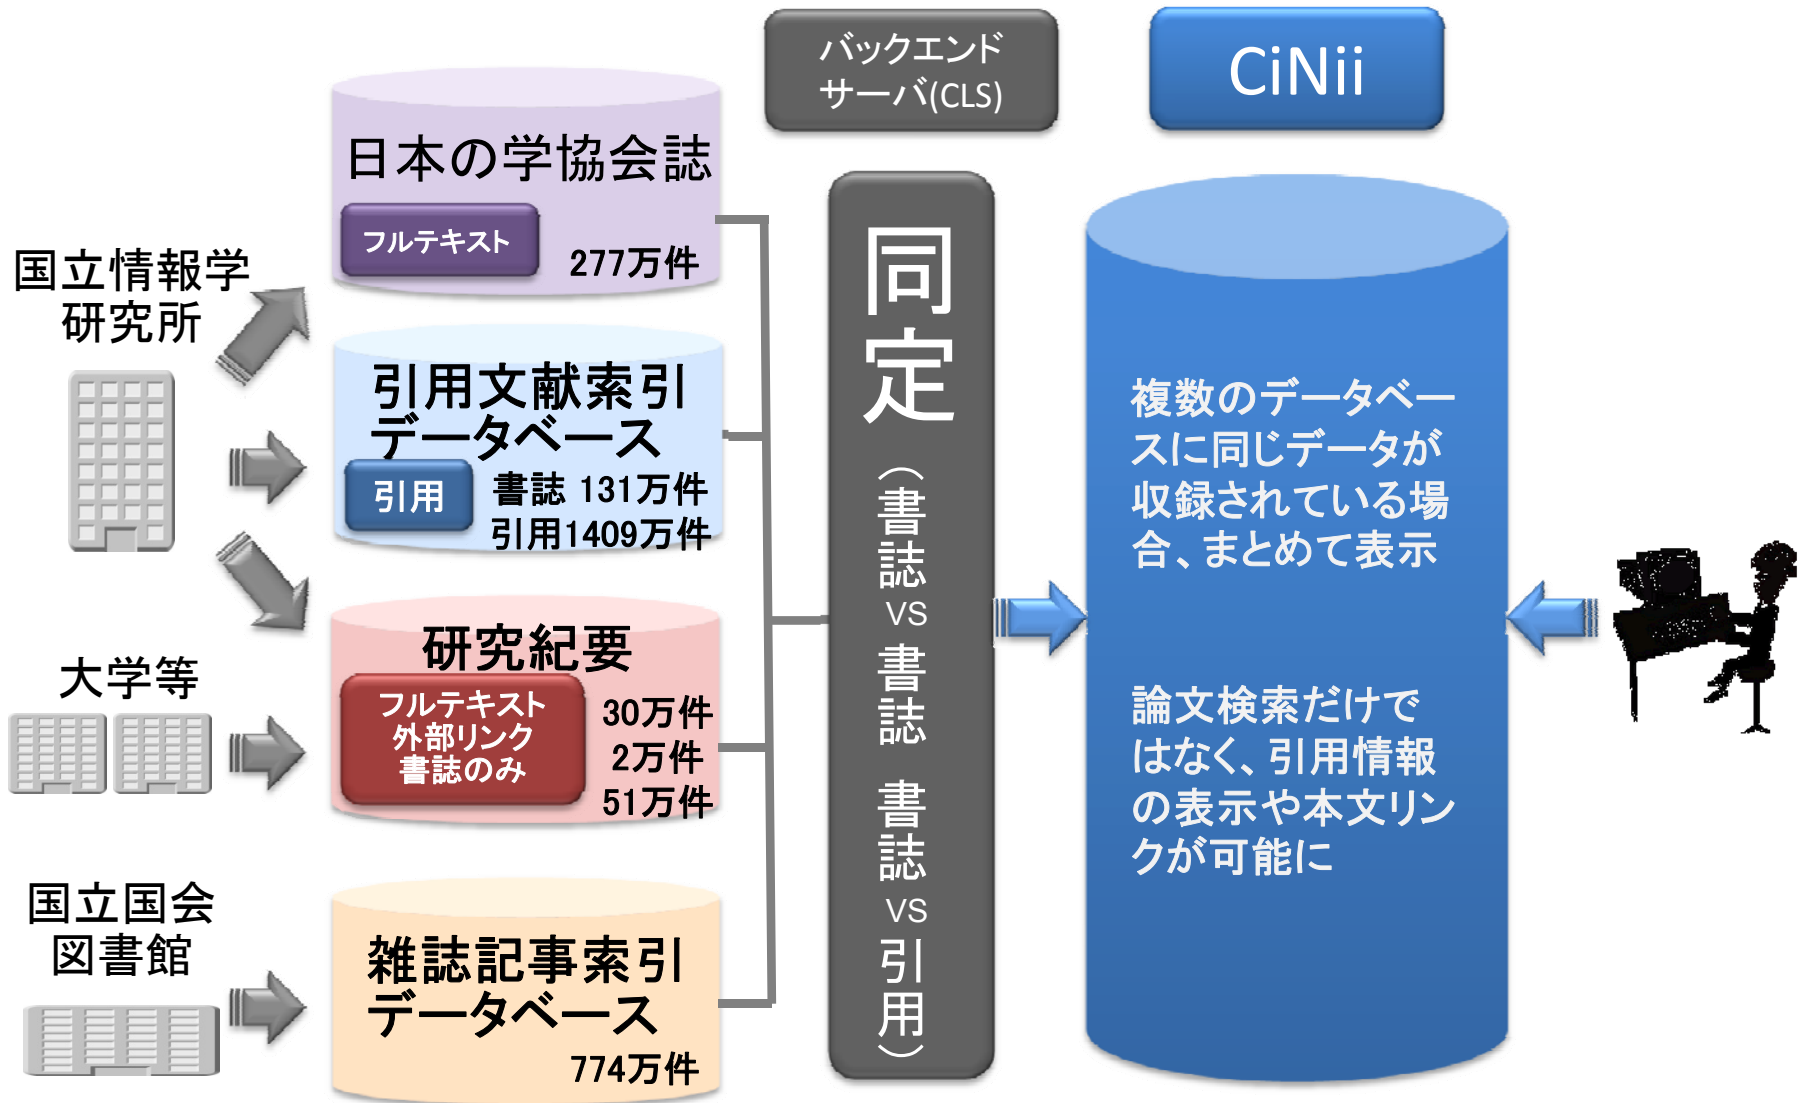 バックエンド
サーバ(CLS)
CiNii
国立情報学
研究所
大学等
国立国会
図書館
日本の学協会誌
フルテキスト
277万件
引用文献索引
データベース
引用
書誌 131万件
引用1409万件
研究紀要
フルテキスト
外部リンク
書誌のみ
30万件
2万件
51万件
雑誌記事索引
データベース
774万件
同定
（書誌VS書誌 書誌VS引用）
複数のデータベー
スに同じデータが
収録されている場
合、まとめて表示
論文検索だけで
はなく、引用情報
の表示や本文リン
クが可能に